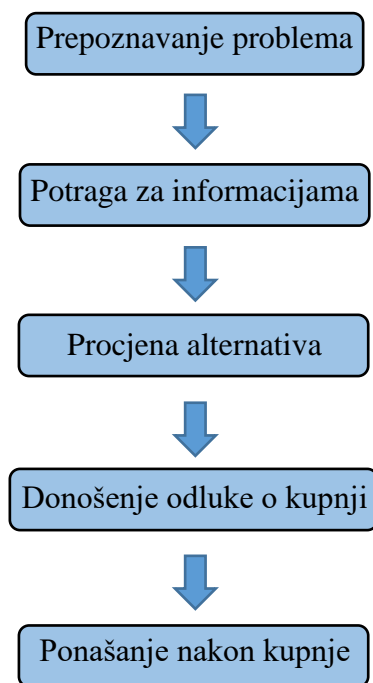 Prepoznavanje problema
Potraga za informacijama
Procjena alternativa
Donošenje odluke o kupnji
Ponašanje nakon kupnje